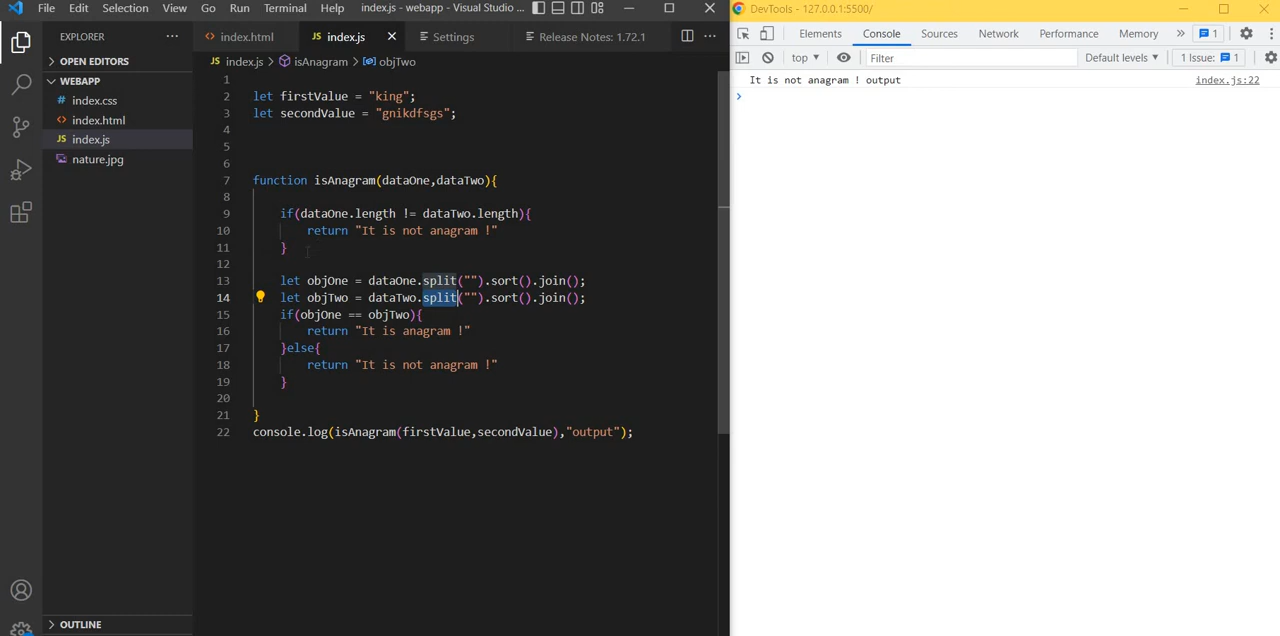 File Edit Selection View Go Run Terminal Help index.js - webapp - Visual Studio ...
EXPLORER
OPEN EDITORS
WEBAPP
# index.css
<> index.html
JS index.js
nature.jpg
OUTLINE
<> index.html JS index.js Settings Release Notes: 1.72.1
JS index.js > isAnagram > objTwo
1
2 let firstValue = "king";
3 let secondValue = "gnikdfsgs";
4
5
6
7 function isAnagram(dataOne,dataTwo){
8
9 if(dataOne.length != dataTwo.length){
10 return "It is not anagram !"
11 }
12
13 let objOne = dataOne.split("").sort().join();
14 let objTwo = dataTwo.split("").sort().join();
15 if(objOne == objTwo){
16 return "It is anagram !"
17 }else{
18 return "It is not anagram !"
19 }
20
21 }
22 console.log(isAnagram(firstValue,secondValue),"output");
DevTools - 127.0.0.1:5500/
Elements Console Sources Network Performance Memory » 1
top Filter Default levels 1 Issue: 1
It is not anagram ! output index.js:22
>